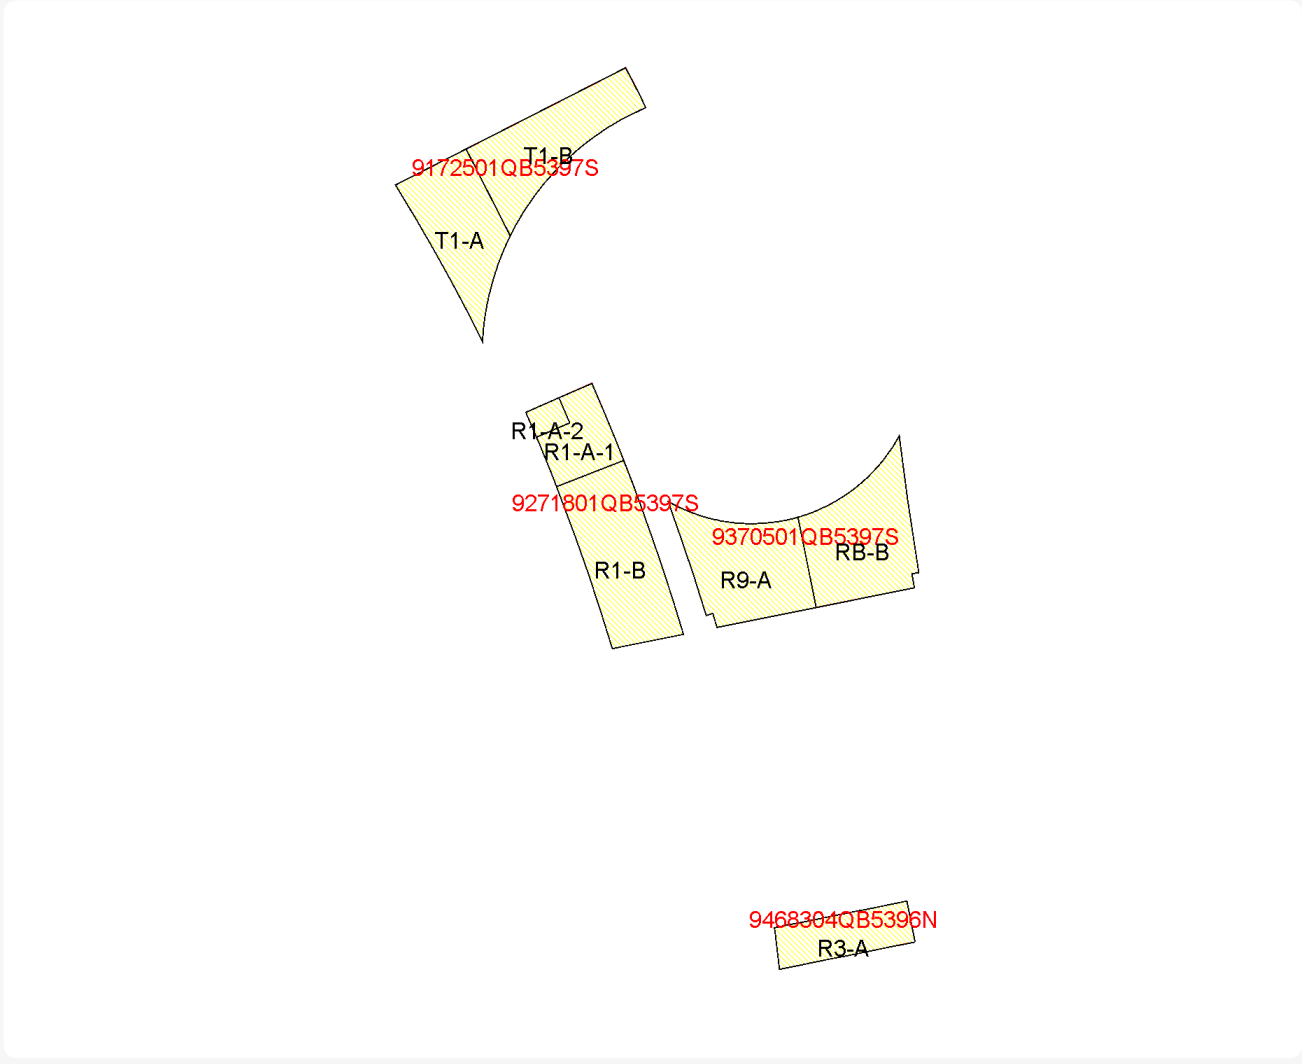 T1-B
9172501QB5397S
T1-A
R1-A-2
R1-A-1
9271801QB5397S
9370501QB5397S
RB-B
R1-B
R9-A
9468304QB5396N
R3-A